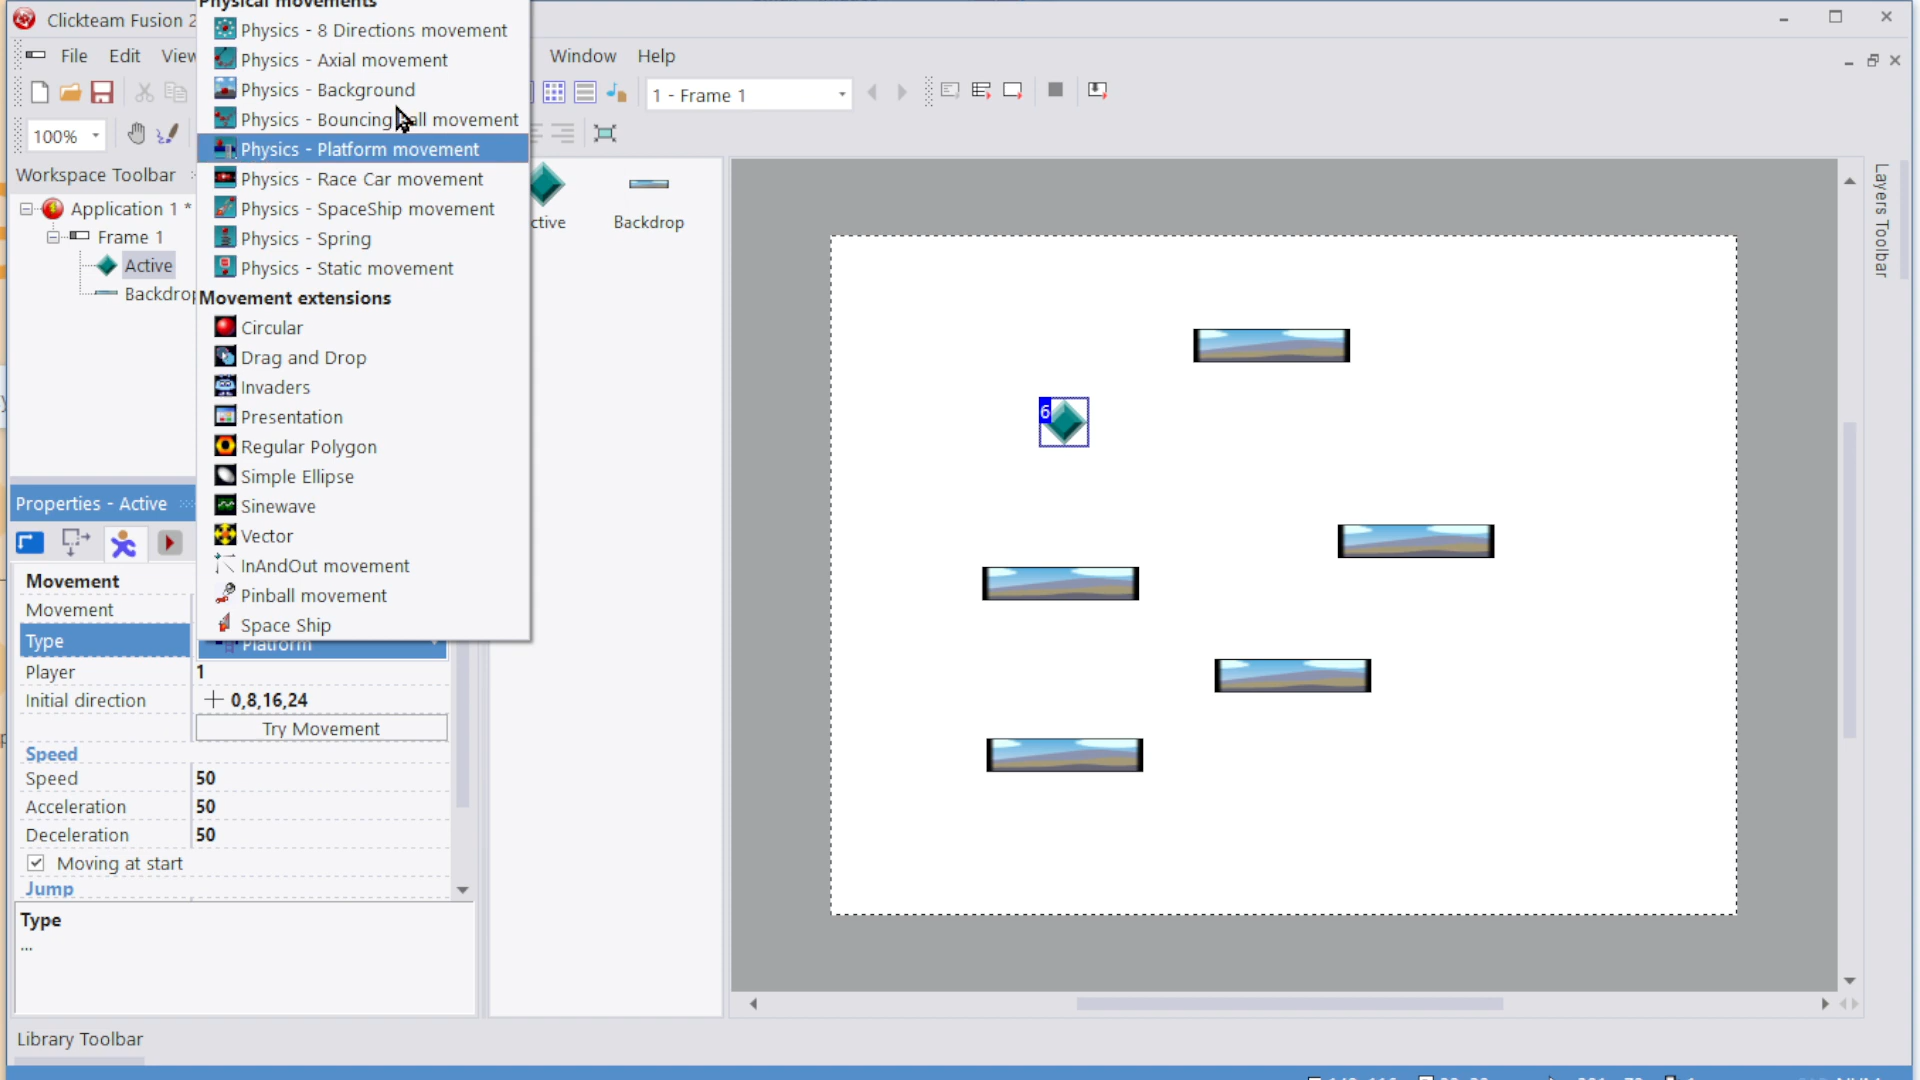 Clickteam Fusion 2
File Edit View Window Help
1 - Frame 1
100%
Workspace Toolbar
Application 1 *
Frame 1
Active
Backdrop
Physical movements
Physics - 8 Directions movement
Physics - Axial movement
Physics - Background
Physics - Bouncing Ball movement
Physics - Platform movement
Physics - Race Car movement
Physics - SpaceShip movement
Physics - Spring
Physics - Static movement
Movement extensions
Circular
Drag and Drop
Invaders
Presentation
Regular Polygon
Simple Ellipse
Sinewave
Vector
InAndOut movement
Pinball movement
Space Ship
ctive
Backdrop
Layers Toolbar
6
Properties - Active
Movement
Movement
Type Platform
Player 1
Initial direction 0,8,16,24
Try Movement
Speed
Speed 50
Acceleration 50
Deceleration 50
Moving at start
Jump
Type
...
Library Toolbar